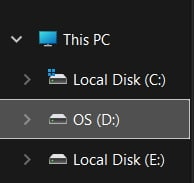 This PC
Local Disk (C:)
OS (D:)
Local Disk (E:)